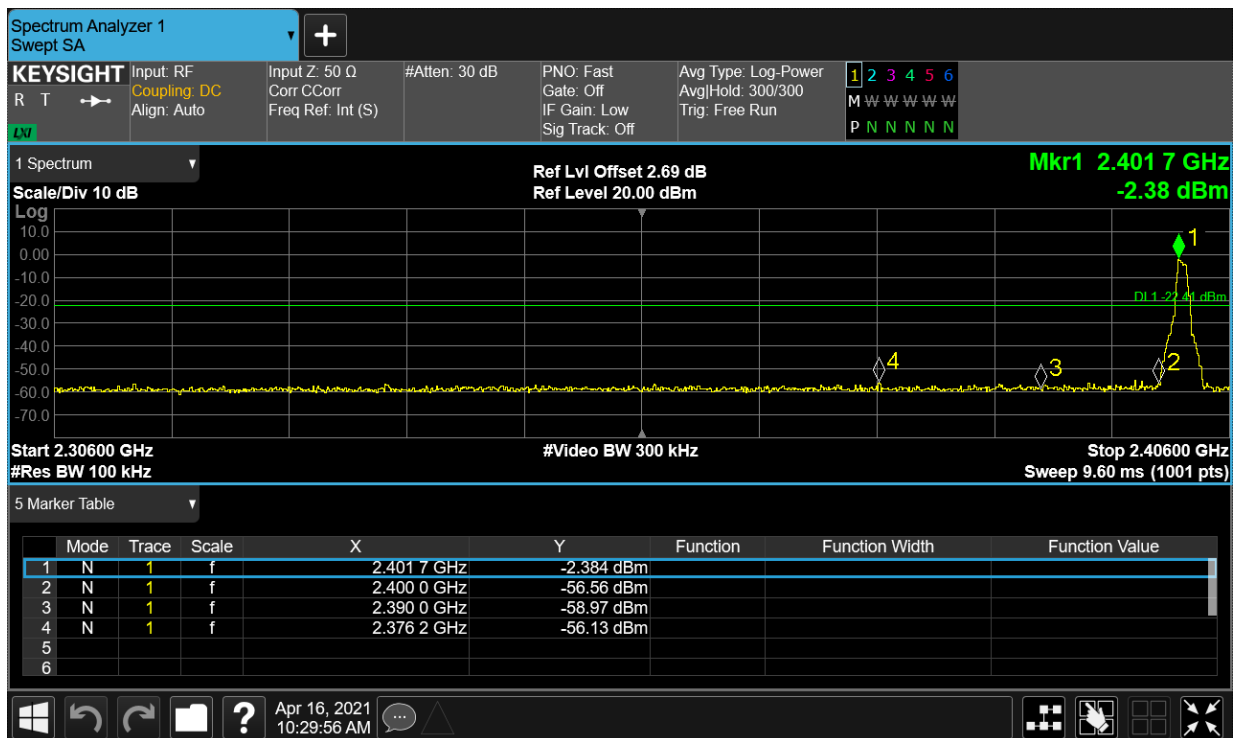 Spectrum Analyzer 1
Swept SA
KEYSIGHT
R T
LXI
Input: RF
Coupling: DC
Align: Auto
Input Z: 50 Ω
Corr CCorr
Freq Ref: Int (S)
#Atten: 30 dB
PNO: Fast
Gate: Off
IF Gain: Low
Sig Track: Off
Avg Type: Log-Power
Avg|Hold: 300/300
Trig: Free Run
1 2 3 4 5 6
M W W W W W
P N N N N N
1 Spectrum
Scale/Div 10 dB
Ref Lvl Offset 2.69 dB
Ref Level 20.00 dBm
Mkr1 2.401 7 GHz
-2.38 dBm
Log
10.0
0.00
-10.0
-20.0
-30.0
-40.0
-50.0
-60.0
-70.0
1
DL1 -22.41 dBm
4
3
2
Start 2.30600 GHz
#Video BW 300 kHz
Stop 2.40600 GHz
#Res BW 100 kHz
Sweep 9.60 ms (1001 pts)
5 Marker Table
Mode Trace Scale X Y Function Function Width Function Value
1 N 1 f 2.401 7 GHz -2.384 dBm
2 N 1 f 2.400 0 GHz -56.56 dBm
3 N 1 f 2.390 0 GHz -58.97 dBm
4 N 1 f 2.376 2 GHz -56.13 dBm
5
6
?
Apr 16, 2021
10:29:56 AM